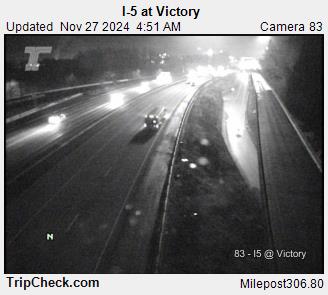 I-5 at Victory
Updated Nov 27 2024 4:51 AM Camera 83
T
N
83 - I5 @ Victory
TripCheck.com Milepost306.80